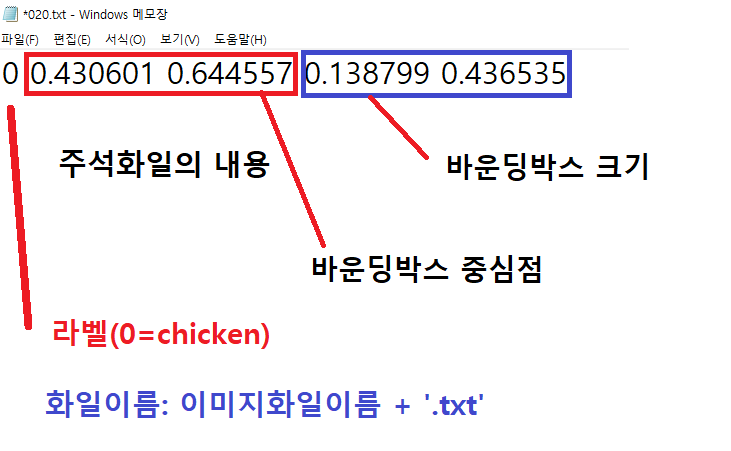 *020.txt - Windows 메모장
파일(F) 편집(E) 서식(O) 보기(V) 도움말(H)
0 0.430601 0.644557 0.138799 0.436535
주석화일의 내용
바운딩박스 크기
바운딩박스 중심점
라벨(0=chicken)
화일이름: 이미지화일이름 + '.txt'